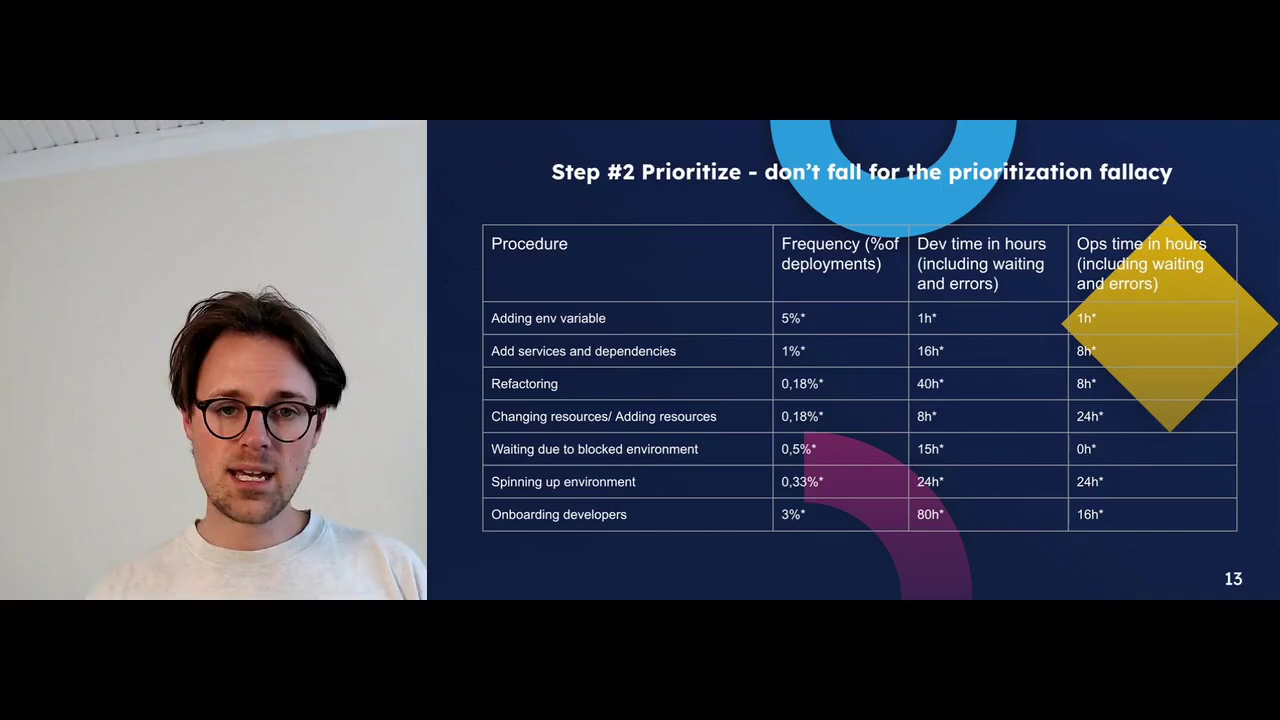 Step #2 Prioritize - don't fall for the prioritization fallacy
Procedure
Frequency (%of
deployments)
Dev time in hours
(including waiting
and errors)
Ops time in hours
(including waiting
and errors)
Adding env variable 5%* 1h* 1h*
Add services and dependencies 1%* 16h* 8h*
Refactoring 0,18%* 40h* 8h*
Changing resources/ Adding resources 0,18%* 8h* 24h*
Waiting due to blocked environment 0,5%* 15h* 0h*
Spinning up environment 0,33%* 24h* 24h*
Onboarding developers 3%* 80h* 16h*
13